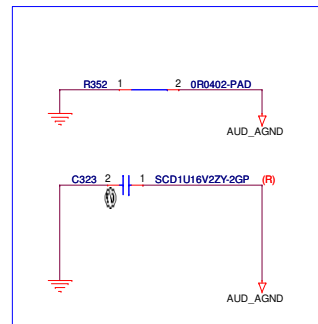 R352 1 2 0R0402-PAD
AUD_AGND
C323 2 1 SCD1U16V2ZY-2GP (R)
AUD_AGND